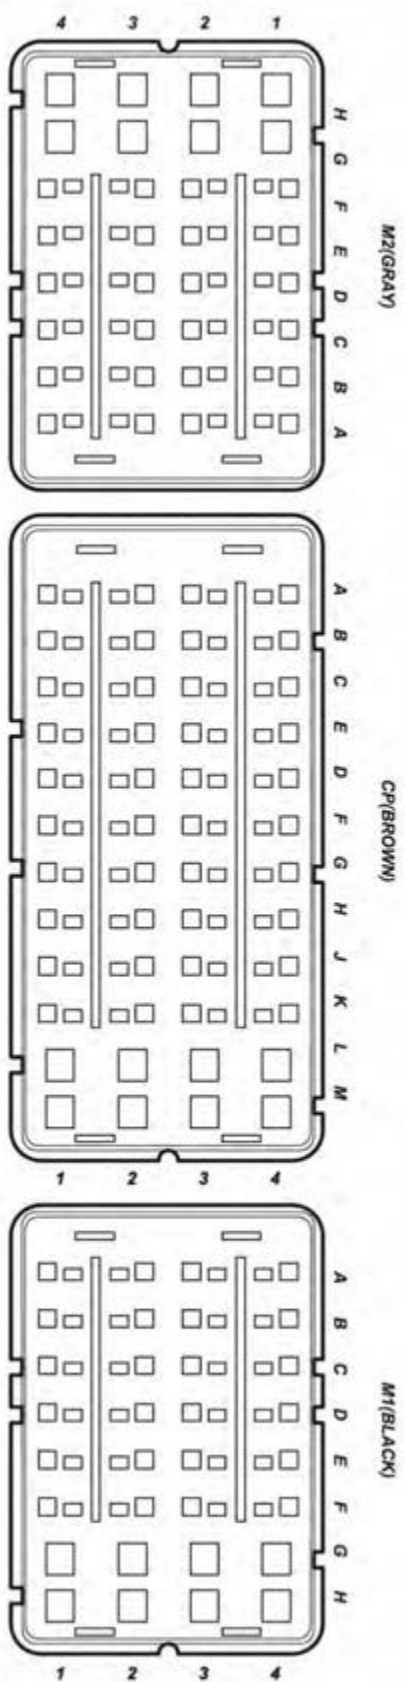 4 3 2 1
H G F E D C B A
M2(GRAY)
A B C E D F G H J K L M
CP(BROWN)
1 2 3 4
A B C D E F G H
M1(BLACK)
1 2 3 4